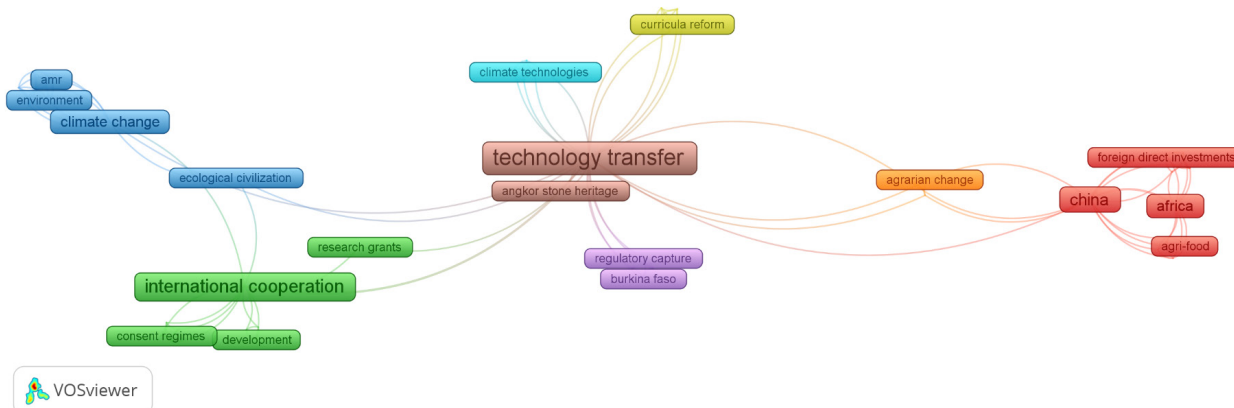 curricula reform
climate technologies
amr
environment
climate change
technology transfer
foreign direct investments
ecological civilization
agrarian change
angkor stone heritage
china
africa
research grants
agri-food
regulatory capture
burkina faso
international cooperation
consent regimes
development
VOSviewer